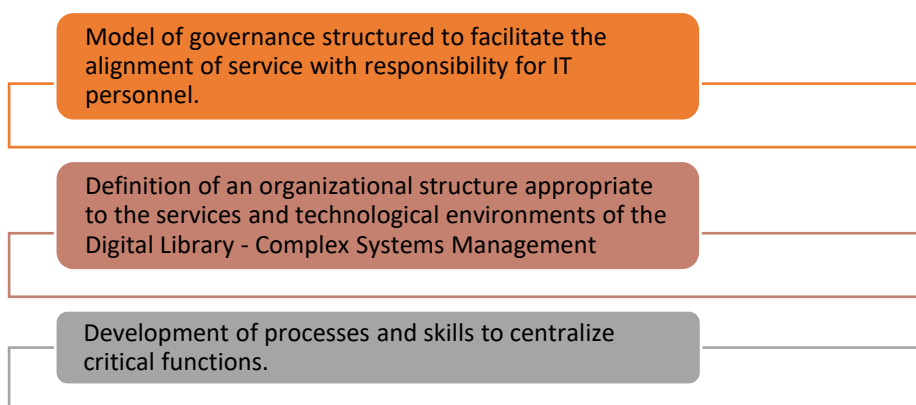 Model of governance structured to facilitate the
alignment of service with responsibility for IT
personnel.
Definition of an organizational structure appropriate
to the services and technological environments of the
Digital Library - Complex Systems Management
Development of processes and skills to centralize
critical functions.